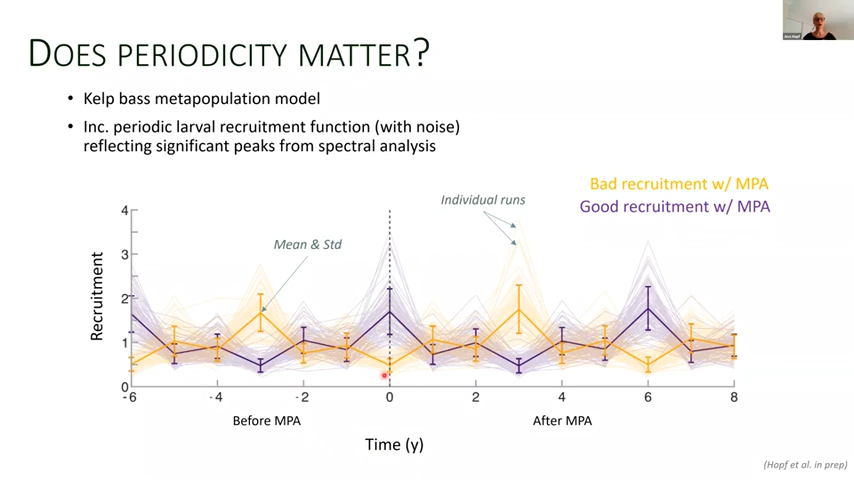 DOES PERIODICITY MATTER?
• Kelp bass metapopulation model
• Inc. periodic larval recruitment function (with noise)
reflecting significant peaks from spectral analysis
Bad recruitment w/ MPA
Good recruitment w/ MPA
Individual runs
Mean & Std
Recruitment
4
3
2
1
0
-6
-4
-2
0
2
4
6
8
Before MPA
After MPA
Time (y)
(Hopf et al. in prep)
Jess Hopf